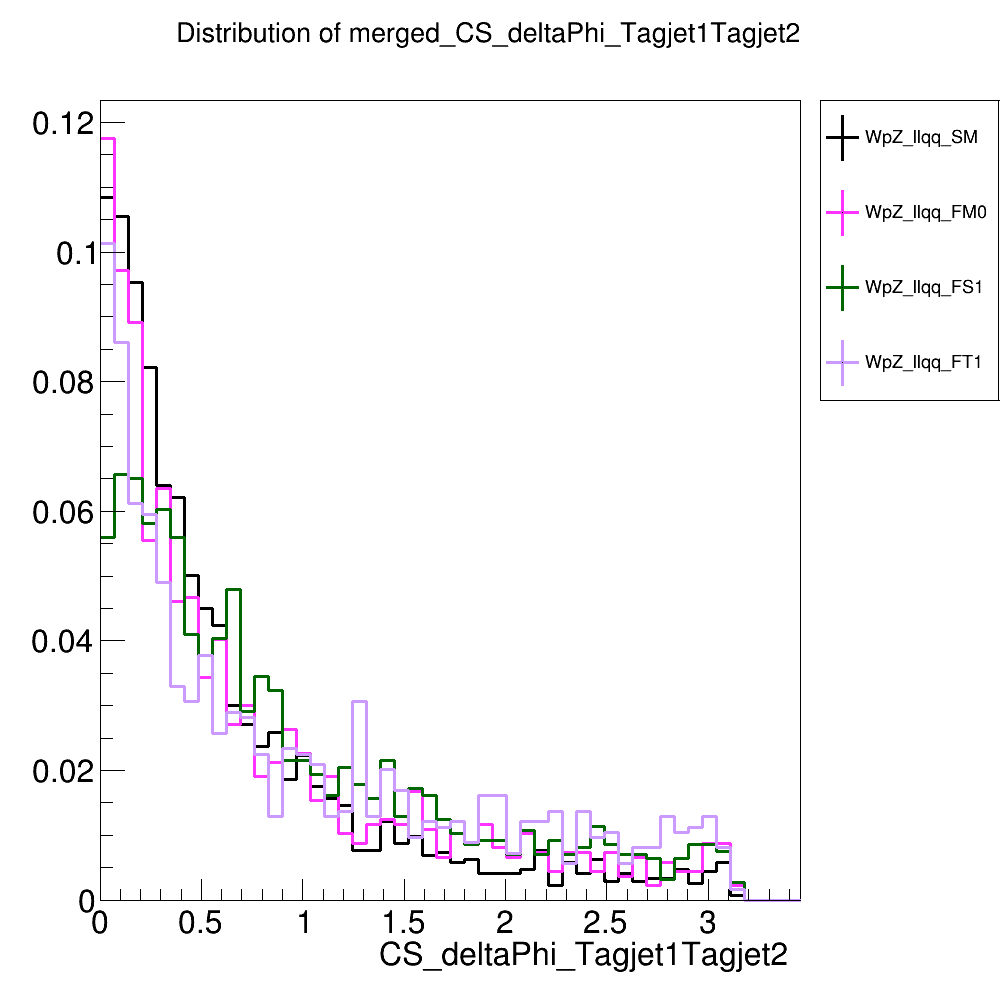 Distribution of merged_CS_deltaPhi_Tagjet1Tagjet2
0.12
0.1
0.08
0.06
0.04
0.02
0
WpZ_llqq_SM
WpZ_llqq_FM0
WpZ_llqq_FS1
WpZ_llqq_FT1
0 0.5 1 1.5 2 2.5 3
CS_deltaPhi_Tagjet1Tagjet2